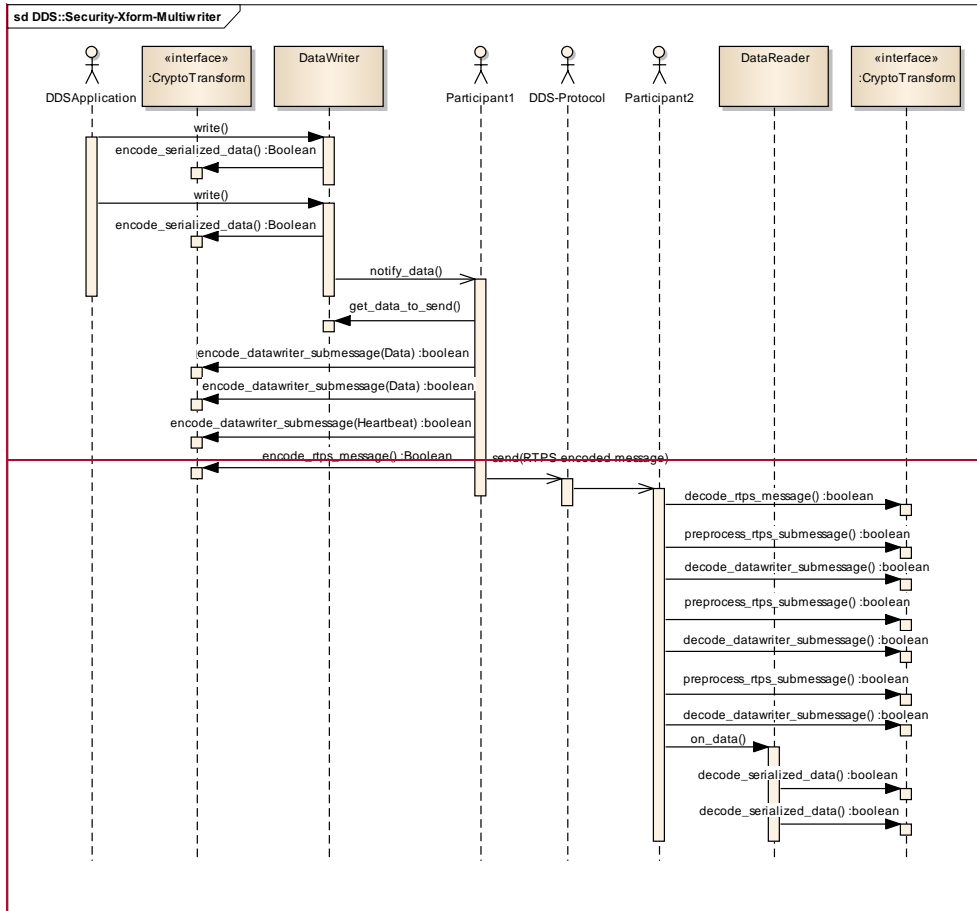 sd DDS::Security-Xform-Multiwriter
DDSApplication
«interface»
:CryptoTransform
DataWriter
Participant1
DDS-Protocol
Participant2
DataReader
«interface»
:CryptoTransform
write()
encode_serialized_data() :Boolean
write()
encode_serialized_data() :Boolean
notify_data()
get_data_to_send()
encode_datawriter_submessage(Data) :boolean
encode_datawriter_submessage(Data) :boolean
encode_datawriter_submessage(Heartbeat) :boolean
encode_rtps_message() :Boolean
send(RTPS encoded message)
decode_rtps_message() :boolean
preprocess_rtps_submessage() :boolean
decode_datawriter_submessage() :boolean
preprocess_rtps_submessage() :boolean
decode_datawriter_submessage() :boolean
preprocess_rtps_submessage() :boolean
decode_datawriter_submessage() :boolean
on_data()
decode_serialized_data() :boolean
decode_serialized_data() :boolean